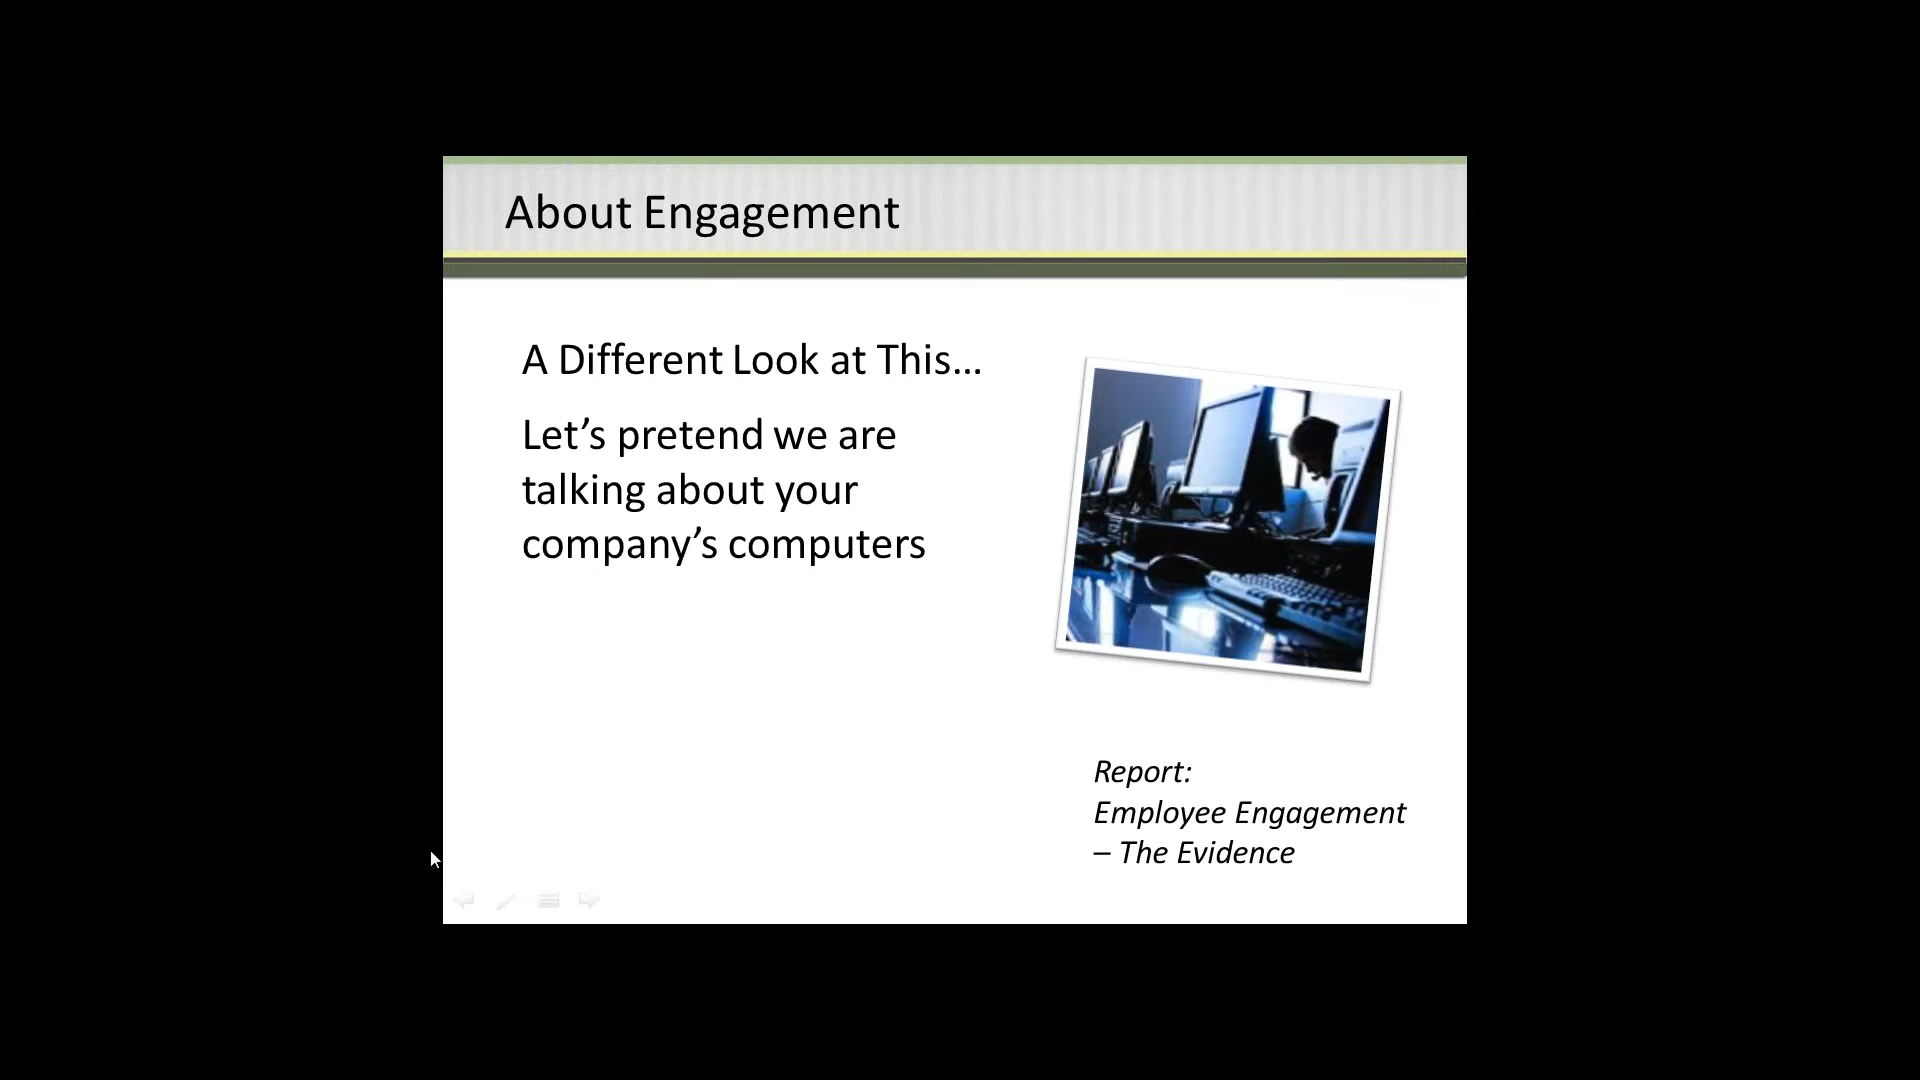 About Engagement
A Different Look at This...
Let’s pretend we are
talking about your
company’s computers
Report:
Employee Engagement
– The Evidence